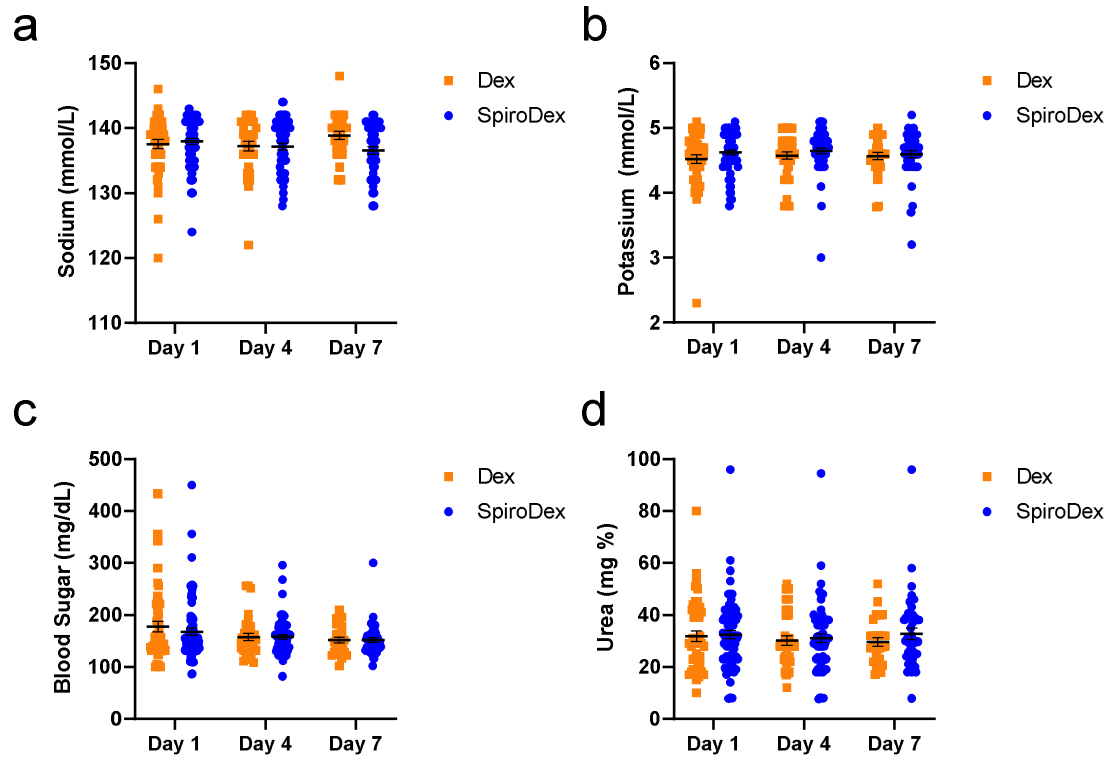 a
Sodium (mmol/L)
150
140
130
120
110
Day 1 Day 4 Day 7
Dex
SpiroDex
b
Potassium (mmol/L)
6
5
4
3
2
Day 1 Day 4 Day 7
Dex
SpiroDex
c
Blood Sugar (mg/dL)
500
400
300
200
100
0
Day 1 Day 4 Day 7
Dex
SpiroDex
d
Urea (mg %)
100
80
60
40
20
0
Day 1 Day 4 Day 7
Dex
SpiroDex